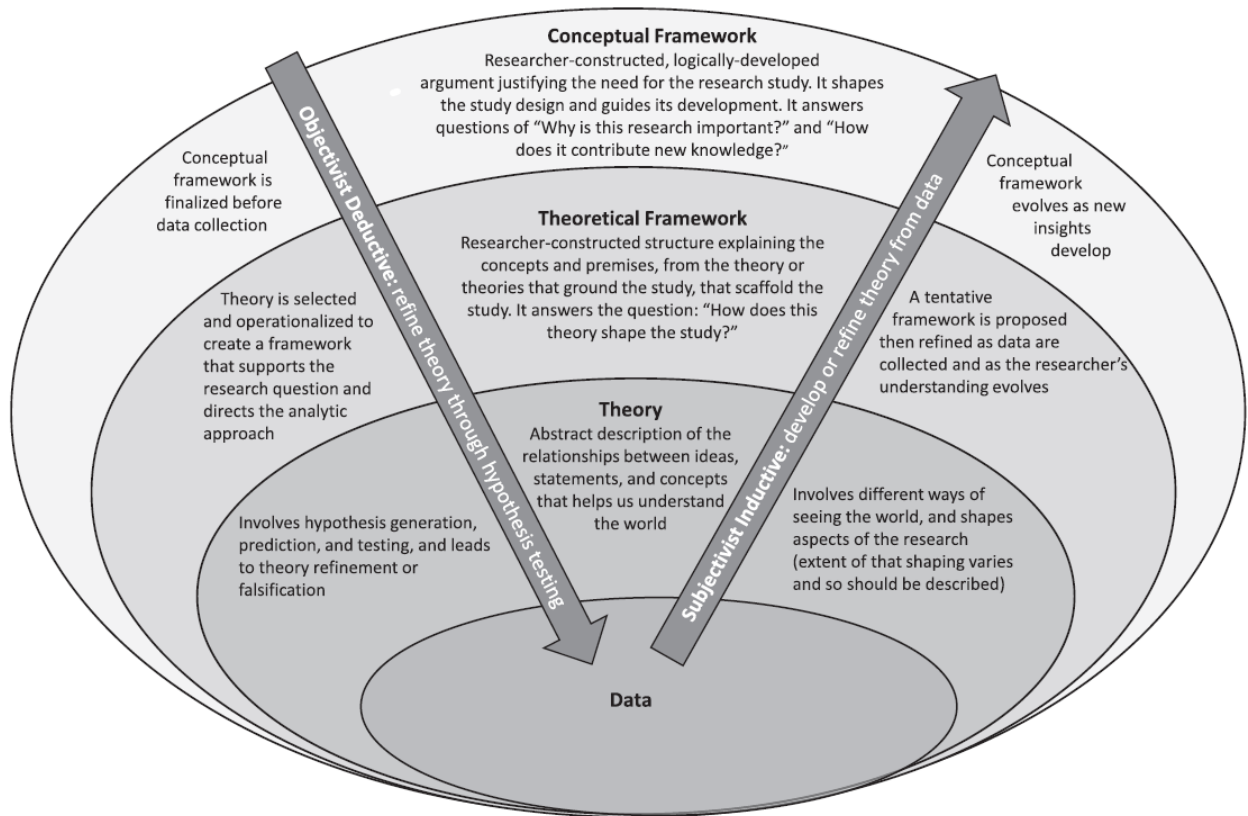 Conceptual Framework
Researcher-constructed, logically-developed
argument justifying the need for the research study. It shapes
the study design and guides its development. It answers
questions of “Why is this research important?” and “How
does it contribute new knowledge?”
Objectivist Deductive: refine theory through hypothesis testing
Subjectivist Inductive: develop or refine theory from data
Conceptual
framework is
finalized before
data collection
Conceptual
framework
evolves as new
insights
develop
Theoretical Framework
Researcher-constructed structure explaining the
concepts and premises, from the theory or
theories that ground the study, that scaffold the
study. It answers the question: “How does this
theory shape the study?”
Theory is selected
and operationalized to
create a framework
that supports the
research question and
directs the analytic
approach
A tentative
framework is proposed
then refined as data are
collected and as the researcher’s
understanding evolves
Theory
Abstract description of the
relationships between ideas,
statements, and concepts
that helps us understand
the world
Involves hypothesis generation,
prediction, and testing, and leads
to theory refinement or
falsification
Involves different ways of
seeing the world, and shapes
aspects of the research
(extent of that shaping varies
and so should be described)
Data